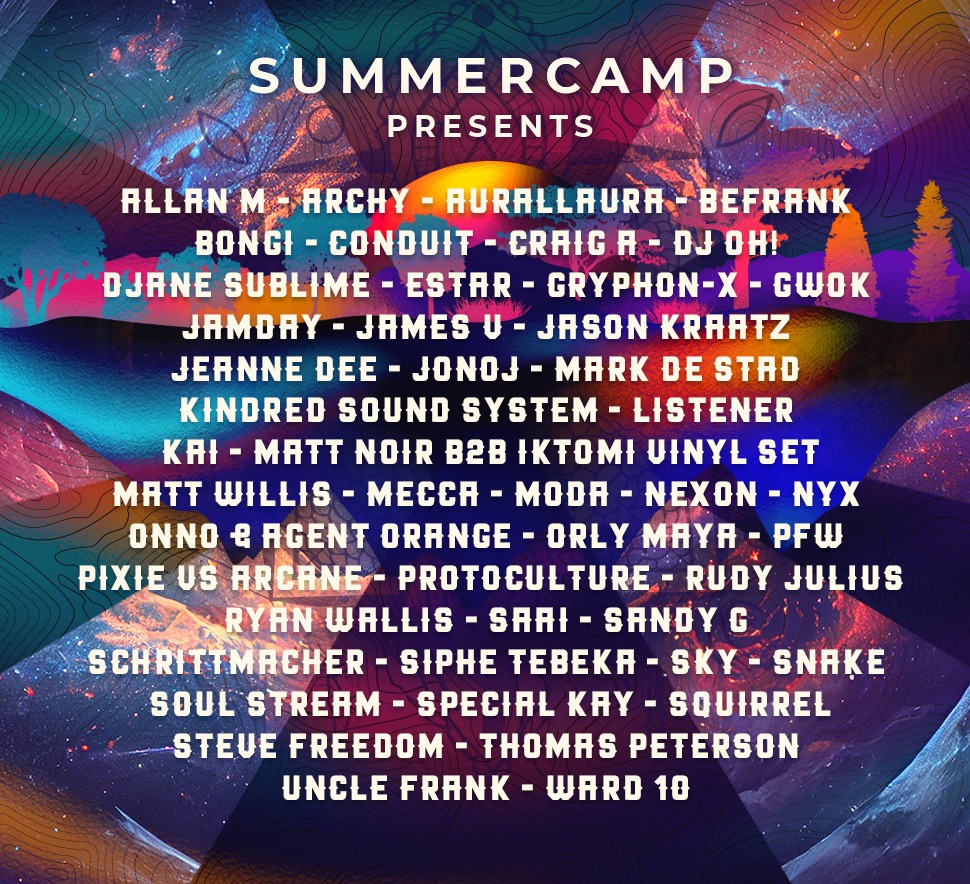 SUMMERCAMP
PRESENTS
ALLAN M - ARCHY - AURALLAURA - BEFRANK
BONGI - CONDUIT - CRAIG A - DJ OH!
DJANE SUBLIME - ESTAR - GRYPHON-X - GWOK
JAMDAY - JAMES V - JASON KRAATZ
JEANNE DEE - JONOJ - MARK DE STAD
KINDRED SOUND SYSTEM - LISTENER
KAI - MATT NOIR B2B IKTOMI VINYL SET
MATT WILLIS - MECCA - MODA - NEXON - NYX
ONNO & AGENT ORANGE - ORLY MAYA - PFW
PIXIE VS ARCANE - PROTOCULTURE - RUDY JULIUS
RYAN WALLIS - SAAI - SANDY G
SCHRITTMACHER - SIPHE TEBEKA - SKY - SNAĶE
SOUL STREAM - SPECIAL KAY - SQUIRREL
STEVE FREEDOM - THOMAS PETERSON
UNCLE FRANK - WARD 10